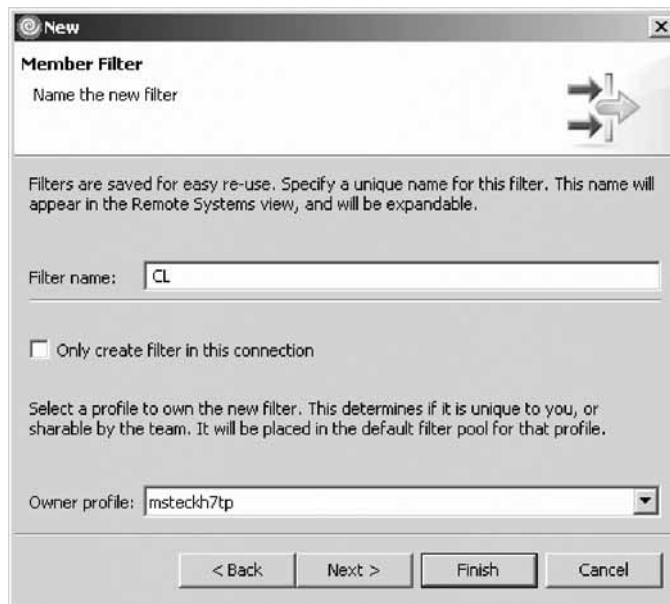 New
Member Filter
Name the new filter
Filters are saved for easy re-use. Specify a unique name for this filter. This name will
appear in the Remote Systems view, and will be expandable.
Filter name: CL
Only create filter in this connection
Select a profile to own the new filter. This determines if it is unique to you, or
sharable by the team. It will be placed in the default filter pool for that profile.
Owner profile: msteckh7tp
< Back Next > Finish Cancel